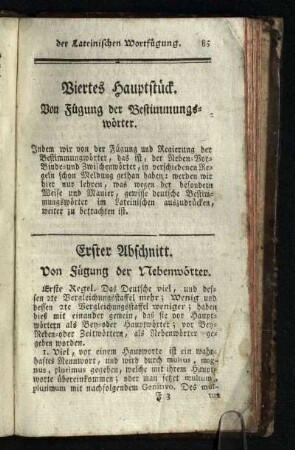 der Lateinischen Wortfügung. 85
Viertes Hauptstück.
Von Fügung der Bestimmungs-
wörter.
Indem wir von der Fügung und Regierung der
Bestimmungwörter, das ist, der Neben- Vor-
Binde- und Zwischenwörter, in verschiedenen Re-
geln schon Meldung gethan haben; werden wir
hier nur lehren, was wegen der besondern
Weise und Manier, gewisse deutsche Bestim-
mungswörter im Lateinischen auszudrücken,
weiter zu betrachten ist.
Erster Abschnitt.
Von Fügung der Nebenwörter.
Erste Regel. Das Deutsche viel, und des-
sen 2te Vergleichungsstaffel mehr; Wenig und
dessen 2te Vergleichungsstaffel weniger; haben
dieß mit einander gemein, daß sie vor Haupt-
wörtern als Bey- oder Hauptwörter; vor Bey-
Neben- oder Zeitwörtern, als Nebenwörter ge-
geben werden.
1. Viel, vor einem Hauptworte ist ein wahr-
haftes Nennwort, und wird durch multus, mag-
nus, plurimus gegeben, welche mit ihrem Haupt-
worte übereinkommen; oder man setzet multum,
plurimum mit nachfolgendem Genitivo. Des mul-
F 3